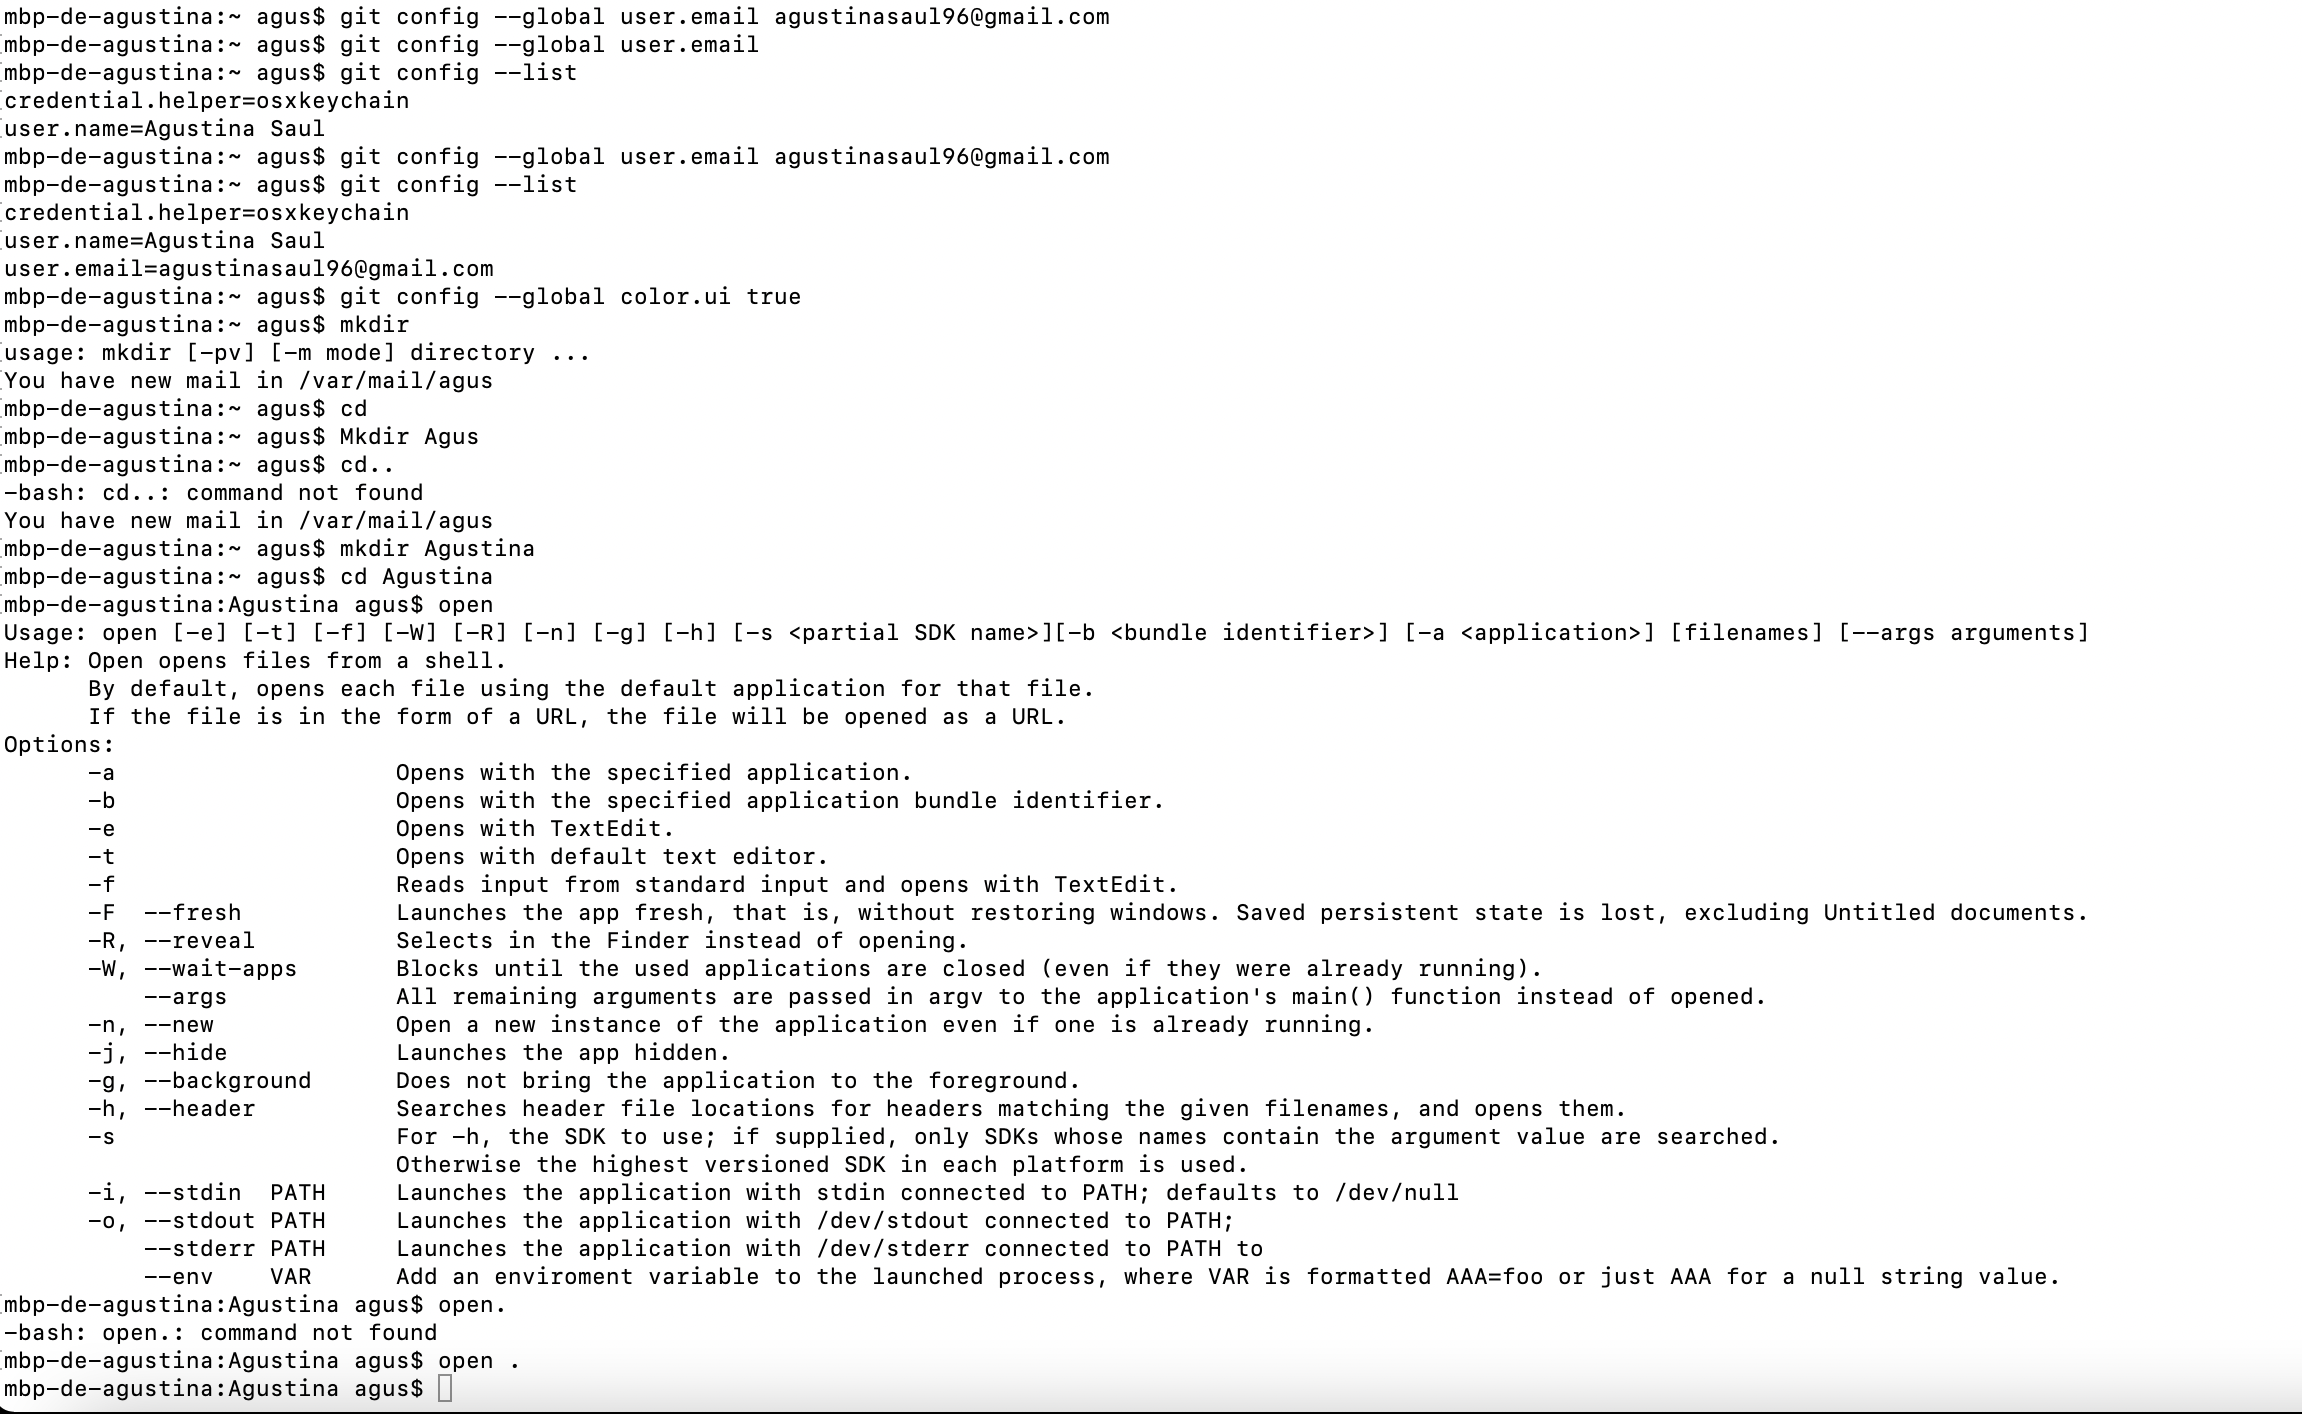 mbp-de-agustina:~ agus$ git config --global user.email agustinasaul96@gmail.com
mbp-de-agustina:~ agus$ git config --global user.email
mbp-de-agustina:~ agus$ git config --list
credential.helper=osxkeychain
user.name=Agustina Saul
mbp-de-agustina:~ agus$ git config --global user.email agustinasaul96@gmail.com
mbp-de-agustina:~ agus$ git config --list
credential.helper=osxkeychain
user.name=Agustina Saul
user.email=agustinasaul96@gmail.com
mbp-de-agustina:~ agus$ git config --global color.ui true
mbp-de-agustina:~ agus$ mkdir
usage: mkdir [-pv] [-m mode] directory ...
You have new mail in /var/mail/agus
mbp-de-agustina:~ agus$ cd
mbp-de-agustina:~ agus$ Mkdir Agus
mbp-de-agustina:~ agus$ cd..
-bash: cd..: command not found
You have new mail in /var/mail/agus
mbp-de-agustina:~ agus$ mkdir Agustina
mbp-de-agustina:~ agus$ cd Agustina
mbp-de-agustina:Agustina agus$ open
Usage: open [-e] [-t] [-f] [-W] [-R] [-n] [-g] [-h] [-s <partial SDK name>][-b <bundle identifier>] [-a <application>] [filenames] [--args arguments]
Help: Open opens files from a shell.
      By default, opens each file using the default application for that file.
      If the file is in the form of a URL, the file will be opened as a URL.
Options:
      -a                    Opens with the specified application.
      -b                    Opens with the specified application bundle identifier.
      -e                    Opens with TextEdit.
      -t                    Opens with default text editor.
      -f                    Reads input from standard input and opens with TextEdit.
      -F  --fresh           Launches the app fresh, that is, without restoring windows. Saved persistent state is lost, excluding Untitled documents.
      -R, --reveal          Selects in the Finder instead of opening.
      -W, --wait-apps       Blocks until the used applications are closed (even if they were already running).
          --args            All remaining arguments are passed in argv to the application's main() function instead of opened.
      -n, --new             Open a new instance of the application even if one is already running.
      -j, --hide            Launches the app hidden.
      -g, --background      Does not bring the application to the foreground.
      -h, --header          Searches header file locations for headers matching the given filenames, and opens them.
      -s                    For -h, the SDK to use; if supplied, only SDKs whose names contain the argument value are searched.
                            Otherwise the highest versioned SDK in each platform is used.
      -i, --stdin  PATH     Launches the application with stdin connected to PATH; defaults to /dev/null
      -o, --stdout PATH     Launches the application with /dev/stdout connected to PATH;
          --stderr PATH     Launches the application with /dev/stderr connected to PATH to
          --env    VAR      Add an enviroment variable to the launched process, where VAR is formatted AAA=foo or just AAA for a null string value.
mbp-de-agustina:Agustina agus$ open.
-bash: open.: command not found
mbp-de-agustina:Agustina agus$ open .
mbp-de-agustina:Agustina agus$